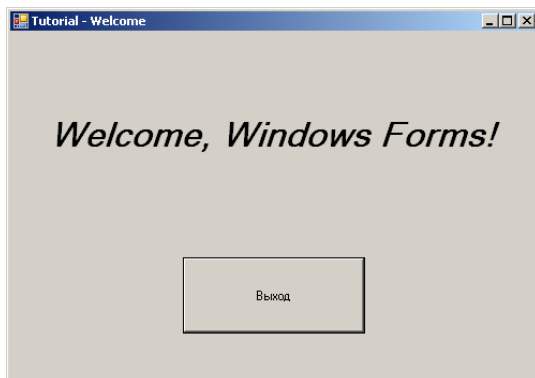 Tutorial - Welcome
Welcome, Windows Forms!
Выход